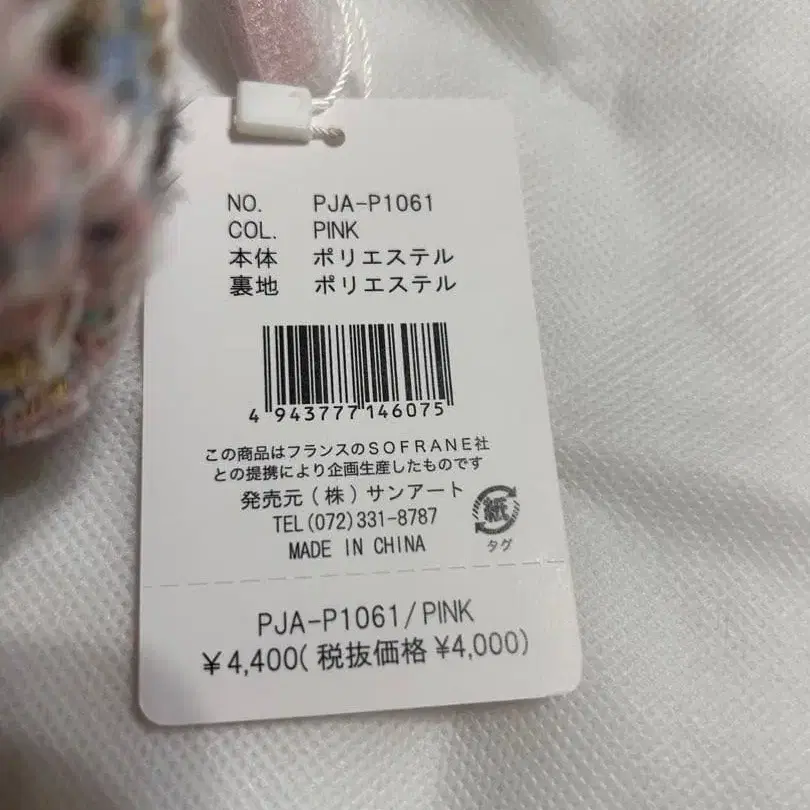 NO. PJA-P1061
COL. PINK
本体 ポリエステル
裏地 ポリエステル
4 943777 146075
この商品はフランスのSOFRANE社
との提携により企画生産したものです
発売元(株)サンアート
TEL(072)331-8787
MADE IN CHINA
紙
タグ
PJA-P1061/PINK
¥4,400(税抜価格¥4,000)